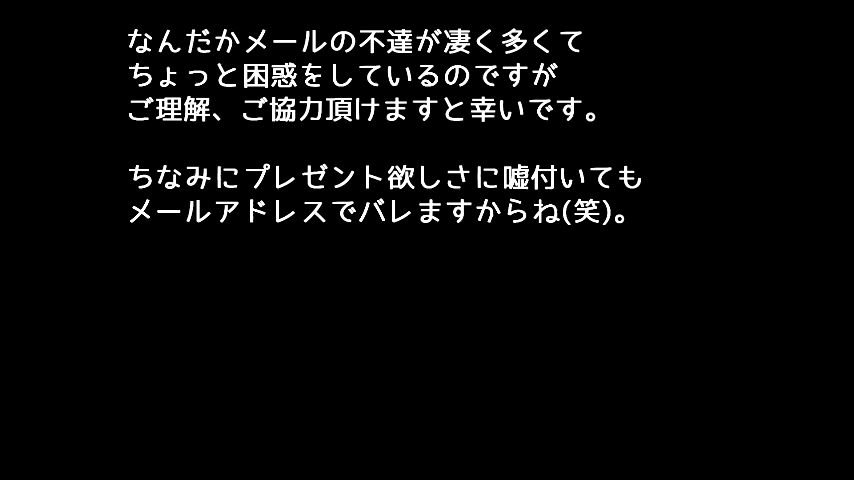 なんだかメールの不達が凄く多くて
ちょっと困惑をしているのですが
ご理解、ご協力頂けますと幸いです。
ちなみにプレゼント欲しさに嘘付いても
メールアドレスでバレますからね(笑)。